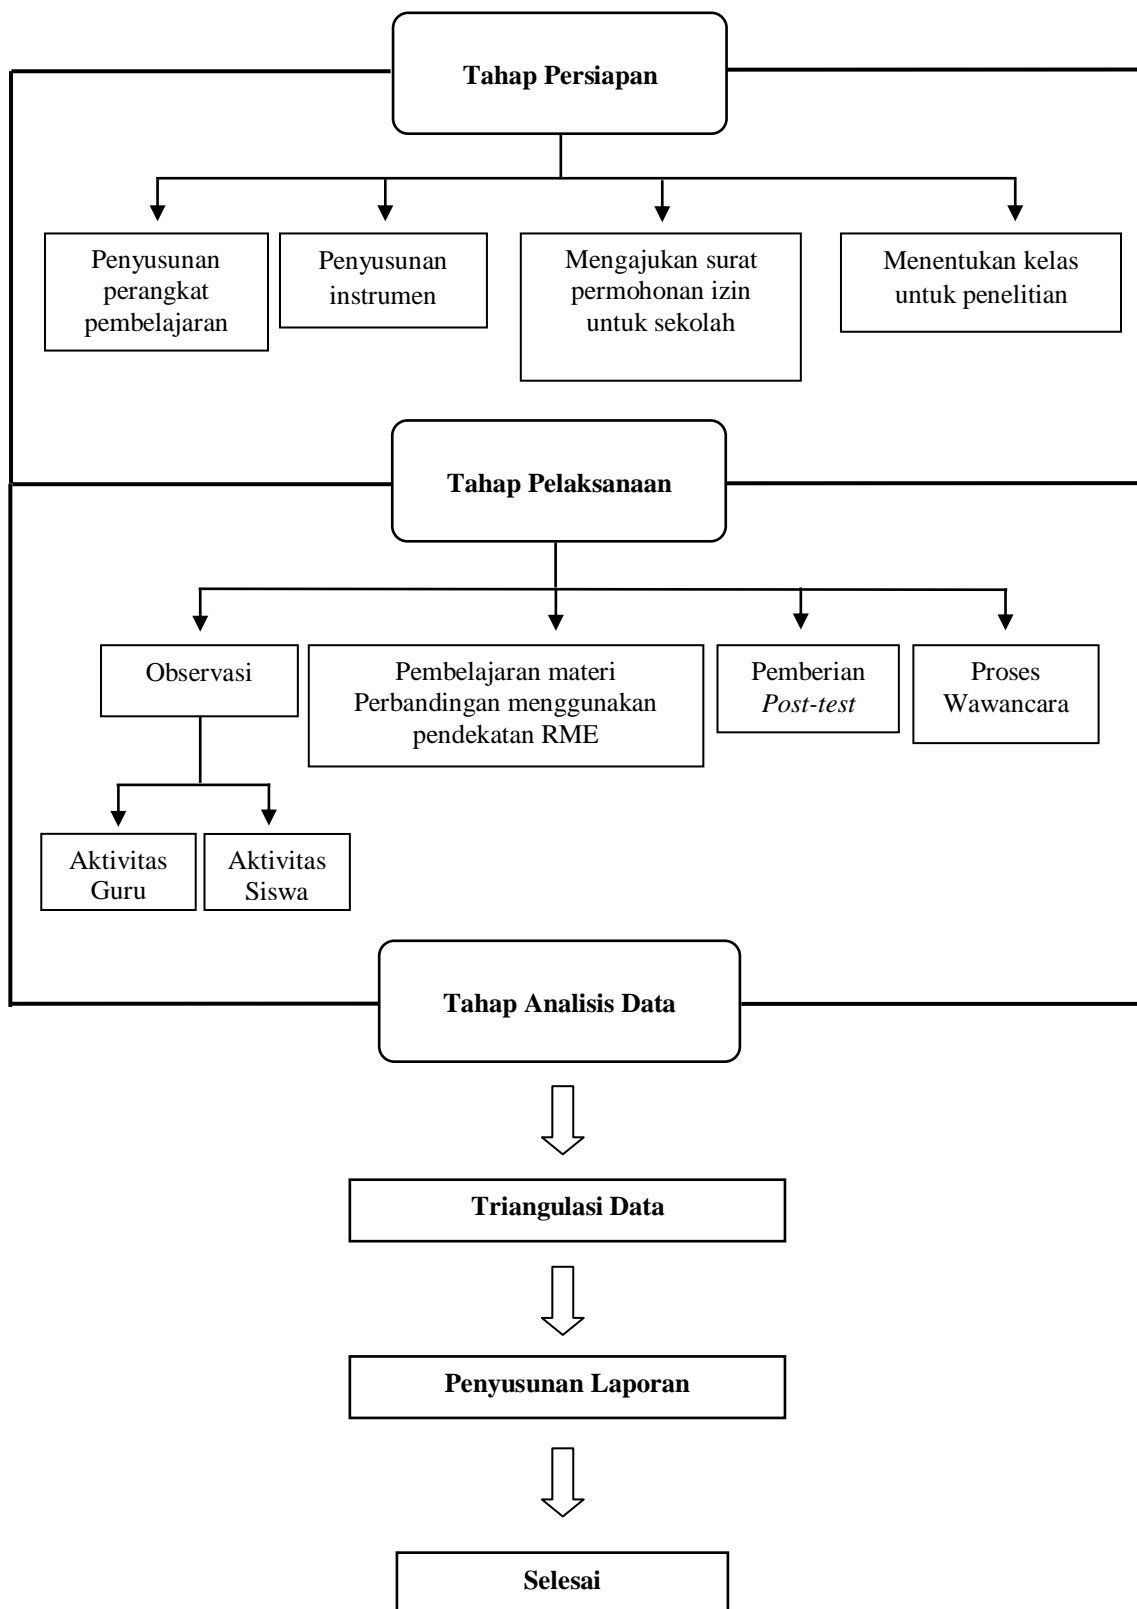 Tahap Persiapan
Penyusunan
perangkat
pembelajaran
Penyusunan
instrumen
Mengajukan surat
permohonan izin
untuk sekolah
Menentukan kelas
untuk penelitian
Tahap Pelaksanaan
Observasi
Pembelajaran materi
Perbandingan menggunakan
pendekatan RME
Pemberian
Post-test
Proses
Wawancara
Aktivitas
Guru
Aktivitas
Siswa
Tahap Analisis Data
Triangulasi Data
Penyusunan Laporan
Selesai